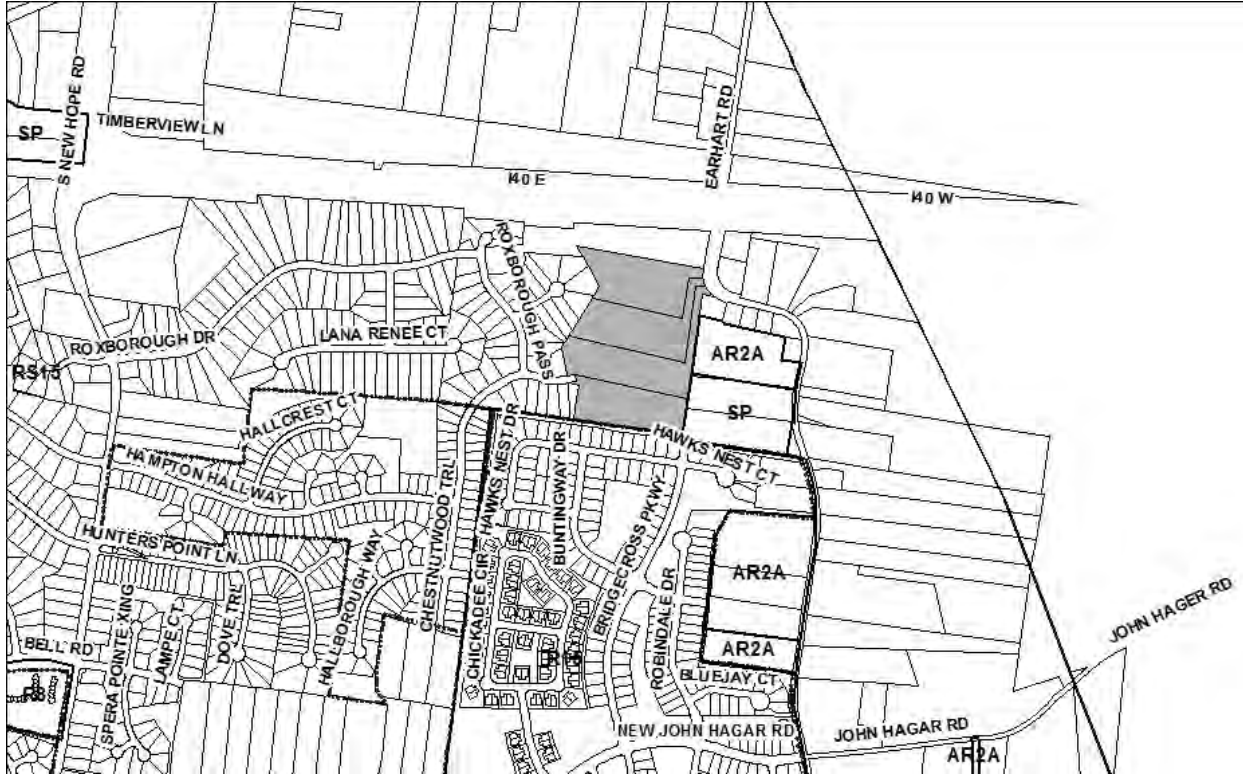 S NEW HOPE RD
SP
TIMBERVIEW LN
EARHART RD
I40 E
I40 W
ROXBOROUGH PASS
ROXBOROUGH DR
LANA RENEE CT
RS15
AR2A
SP
HALLCREST CT
HAWKS NEST DR
BUNTINGWAY DR
HAWKS NEST CT
HAMPTON HALL WAY
CHESTNUTWOOD TRL
HUNTERS POINT LN
HALLBOROUGH WAY
CHICKADEE CIR
BRIDGECROSS PKWY
ROBINDALE DR
AR2A
SPERA POINTE XING
LAMPE CT
DOVE TRL
BELL RD
R8
AR2A
BLUEJAY CT
JOHN HAGER RD
NEW JOHN HAGAR RD
JOHN HAGAR RD
AR2A